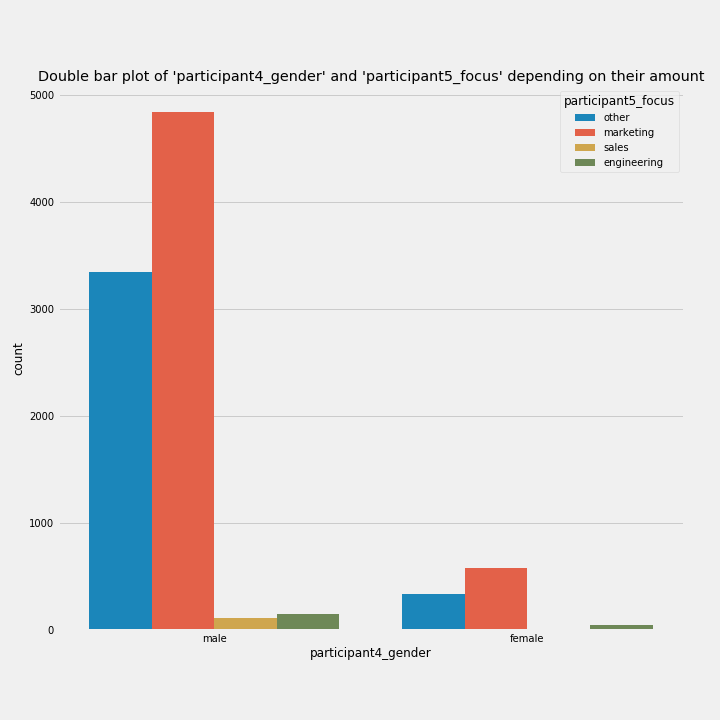 Double bar plot of 'participant4_gender' and 'participant5_focus' depending on their amount
participant5_focus
other
marketing
sales
engineering
5000
4000
3000
2000
1000
0
count
male
female
participant4_gender